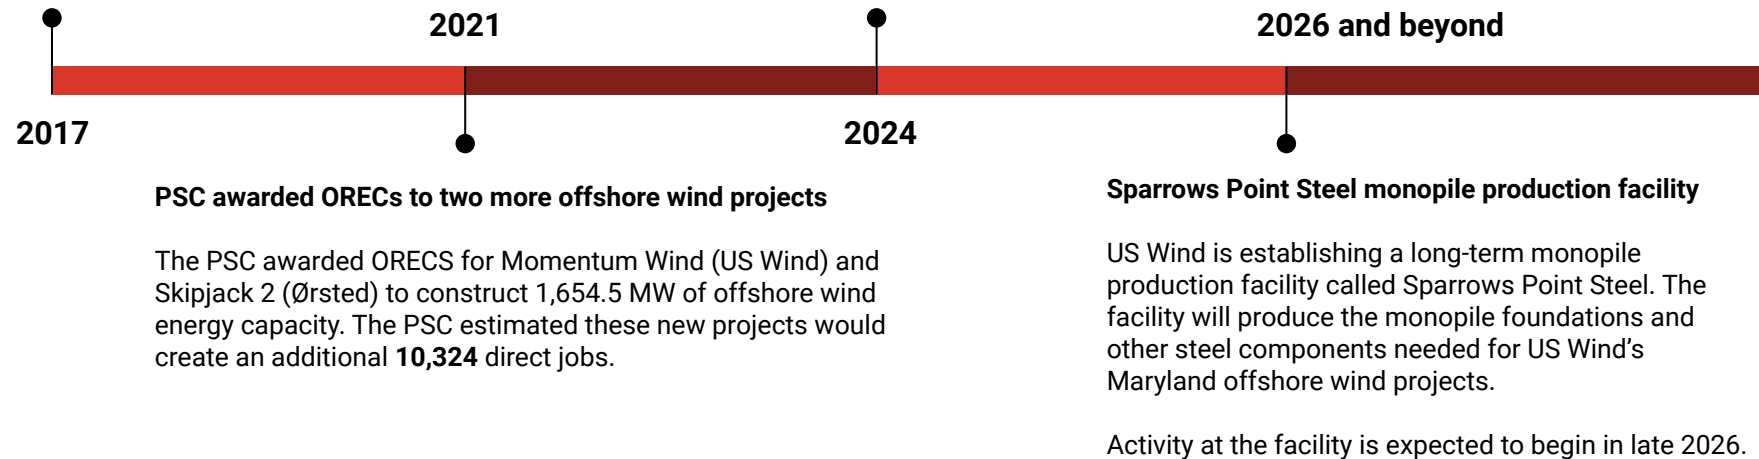 2021
2026 and beyond
2017
2024
PSC awarded ORECs to two more offshore wind projects
The PSC awarded ORECS for Momentum Wind (US Wind) and
Skipjack 2 (Ørsted) to construct 1,654.5 MW of offshore wind
energy capacity. The PSC estimated these new projects would
create an additional 10,324 direct jobs.
Sparrows Point Steel monopile production facility
US Wind is establishing a long-term monopile
production facility called Sparrows Point Steel. The
facility will produce the monopile foundations and
other steel components needed for US Wind’s
Maryland offshore wind projects.
Activity at the facility is expected to begin in late 2026.